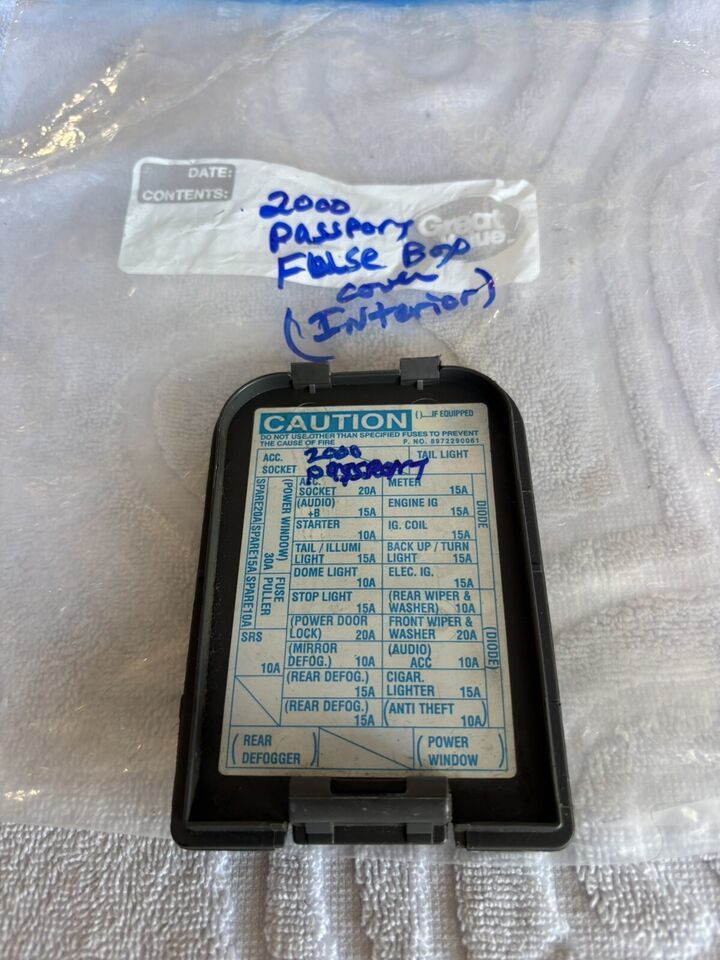 DATE:
CONTENTS:
Great Value
2000
Passport
Fuse Box
cover
(Interior)
CAUTION ( )....IF EQUIPPED
DO NOT USE OTHER THAN SPECIFIED FUSES TO PREVENT
THE CAUSE OF FIRE P. NO. 8972290061
ACC. SOCKET
2000
PASSPORT
TAIL LIGHT
SPARE20A SPARE15A SPARE10A
(POWER WINDOW) 30A
FUSE PULLER
SRS 10A
ACC. SOCKET 20A
METER 15A
(AUDIO) +B 15A
ENGINE IG 15A
STARTER 10A
IG. COIL 15A
TAIL / ILLUMI LIGHT 15A
BACK UP / TURN LIGHT 15A
DOME LIGHT 10A
ELEC. IG. 15A
STOP LIGHT 15A
(REAR WIPER & WASHER) 10A
(POWER DOOR LOCK) 20A
FRONT WIPER & WASHER 20A
(MIRROR DEFOG.) 10A
(AUDIO) ACC 10A
(REAR DEFOG.) 15A
CIGAR. LIGHTER 15A
(REAR DEFOG.) 15A
(ANTI THEFT) 10A
DIODE
(DIODE)
(REAR DEFOGGER)
(POWER WINDOW)